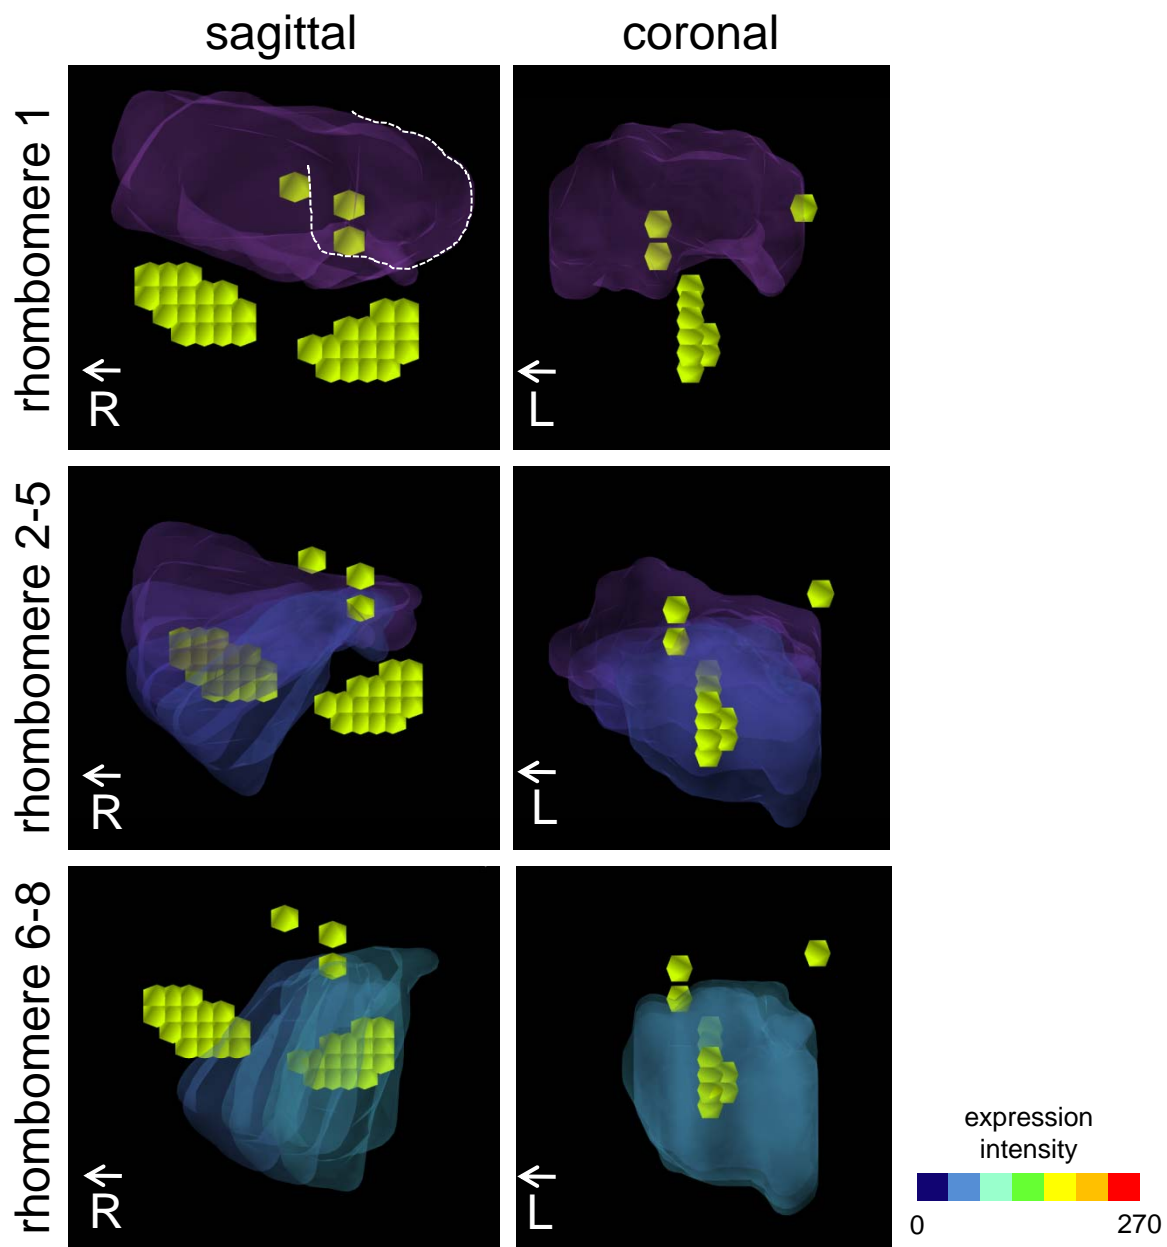 sagittal
coronal
rhombomere 1
R
L
rhombomere 2-5
R
L
rhombomere 6-8
R
L
expression
intensity
0
270